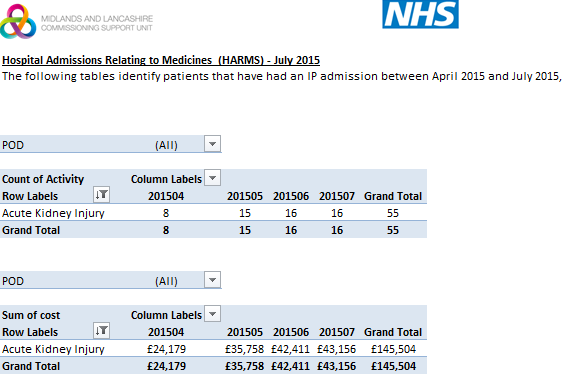 MIDLANDS AND LANCASHIRE
COMMISSIONING SUPPORT UNIT
NHS
Hospital Admissions Relating to Medicines (HARMS) - July 2015
The following tables identify patients that have had an IP admission between April 2015 and July 2015,
POD (All)
Count of Activity Column Labels
Row Labels 201504 201505 201506 201507 Grand Total
Acute Kidney Injury 8 15 16 16 55
Grand Total 8 15 16 16 55
POD (All)
Sum of cost Column Labels
Row Labels 201504 201505 201506 201507 Grand Total
Acute Kidney Injury £24,179 £35,758 £42,411 £43,156 £145,504
Grand Total £24,179 £35,758 £42,411 £43,156 £145,504